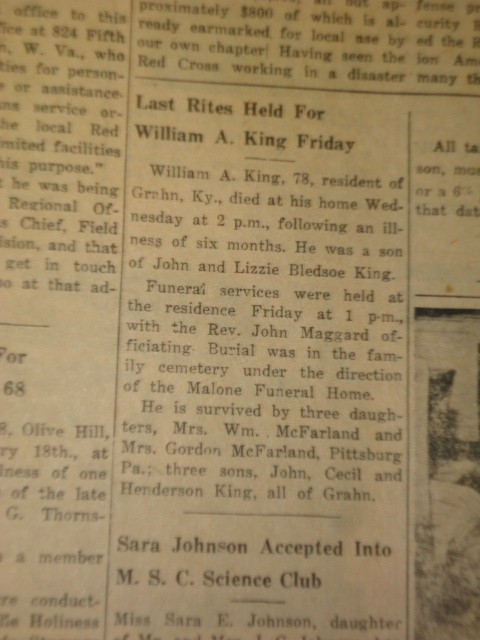 office to this
fice at 824 Fifth
W. Va., who
ties for person-
or assistance
ns service or-
the local Red
limited facilities
his purpose."
he was being
Regional Of-
s Chief, Field
ision, and that
get in touch
so at that ad-
For
68
8, Olive Hill,
ry 18th., at
lness of one
of the late
G. Thorns-
a member
re conduct-
Holiness
proximately $800 of which is al-
ready earmarked for local use by
our own chapter! Having seen the
Red Cross working in a disaster
Last Rites Held For
William A. King Friday
William A. King, 78, resident of
Grahn, Ky., died at his home Wed-
nesday at 2 p.m., following an ill-
ness of six months. He was a son
of John and Lizzie Bledsoe King.
Funeral services were held at
the residence Friday at 1 p.m.,
with the Rev. John Maggard of-
ficiating. Burial was in the fam-
ily cemetery under the direction
of the Malone Funeral Home.
He is survived by three daugh-
ters, Mrs. Wm. McFarland and
Mrs. Gordon McFarland, Pittsburg
Pa.; three sons, John, Cecil and
Henderson King, all of Grahn.
Sara Johnson Accepted Into
M. S. C. Science Club
Miss Sara E. Johnson, daughter
fense
curity
ed the R
ion Am
many th
All ta
son, mus
or a 6
that dat